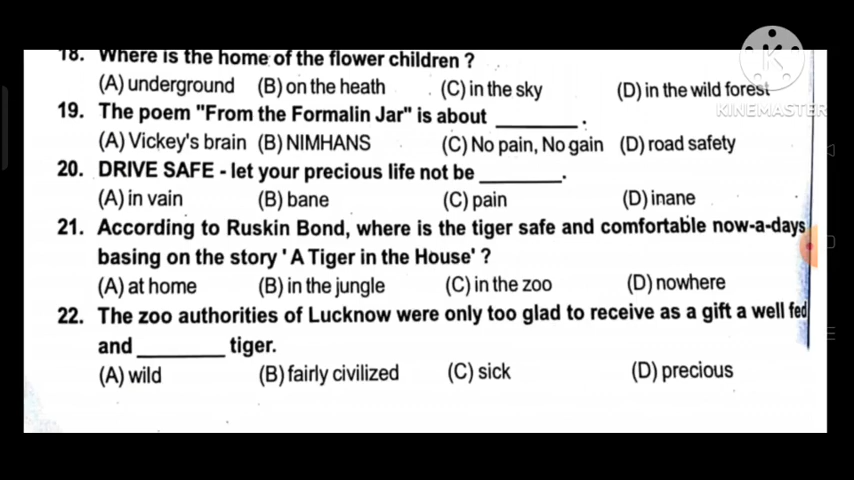 18. Where is the home of the flower children ?
(A) underground (B) on the heath (C) in the sky (D) in the wild forest
KINEMASTER
19. The poem "From the Formalin Jar" is about ________ .
(A) Vickey's brain (B) NIMHANS (C) No pain, No gain (D) road safety
20. DRIVE SAFE - let your precious life not be ________.
(A) in vain (B) bane (C) pain (D) inane
21. According to Ruskin Bond, where is the tiger safe and comfortable now-a-days
basing on the story ' A Tiger in the House' ?
(A) at home (B) in the jungle (C) in the zoo (D) nowhere
22. The zoo authorities of Lucknow were only too glad to receive as a gift a well fed
and ________ tiger.
(A) wild (B) fairly civilized (C) sick (D) precious